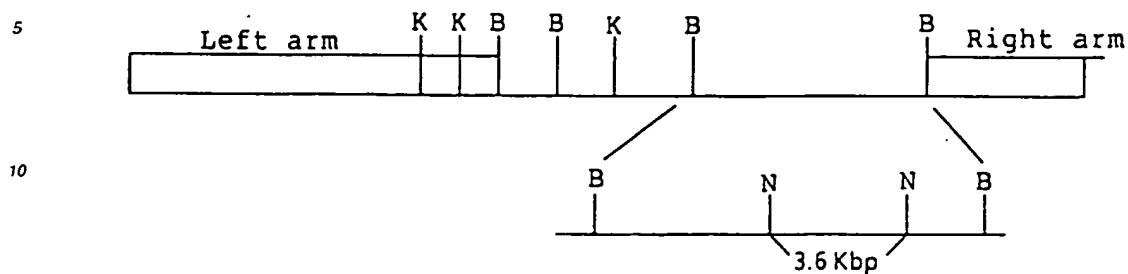 5
K K B B K B B
Left arm Right arm
10
B N N B
3.6 Kbp